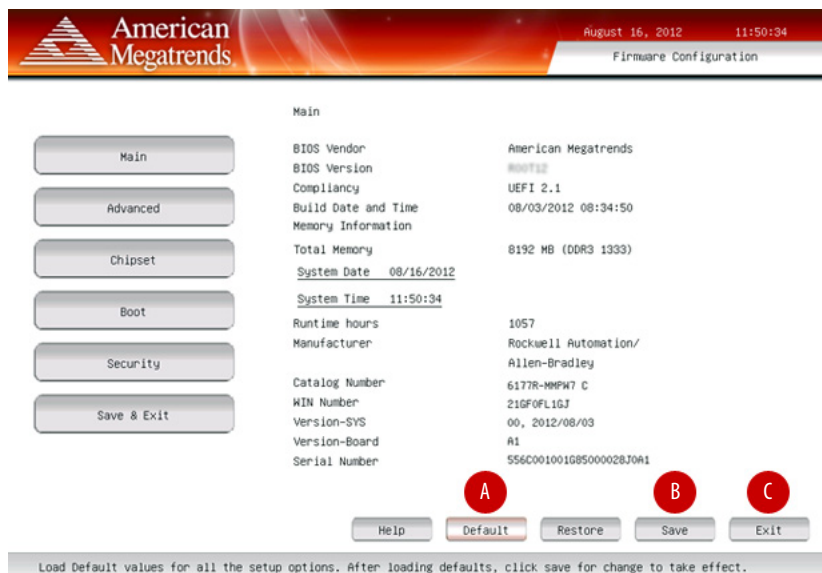 American
Megatrends
August 16, 2012 11:50:34
Firmware Configuration
Main
Advanced
Chipset
Boot
Security
Save & Exit
Main
BIOS Vendor American Megatrends
BIOS Version
Compliancy UEFI 2.1
Build Date and Time 08/03/2012 08:34:50
Memory Information
Total Memory 8192 MB (DDR3 1333)
System Date 08/16/2012
System Time 11:50:34
Runtime hours 1057
Manufacturer Rockwell Automation/
Allen-Bradley
Catalog Number 6177R-MMPW7 C
WIN Number 21GFOFL1GJ
Version-SYS 00, 2012/08/03
Version-Board A1
Serial Number 556C001001G85000028J0A1
A B C
Help Default Restore Save Exit
Load Default values for all the setup options. After loading defaults, click save for change to take effect.